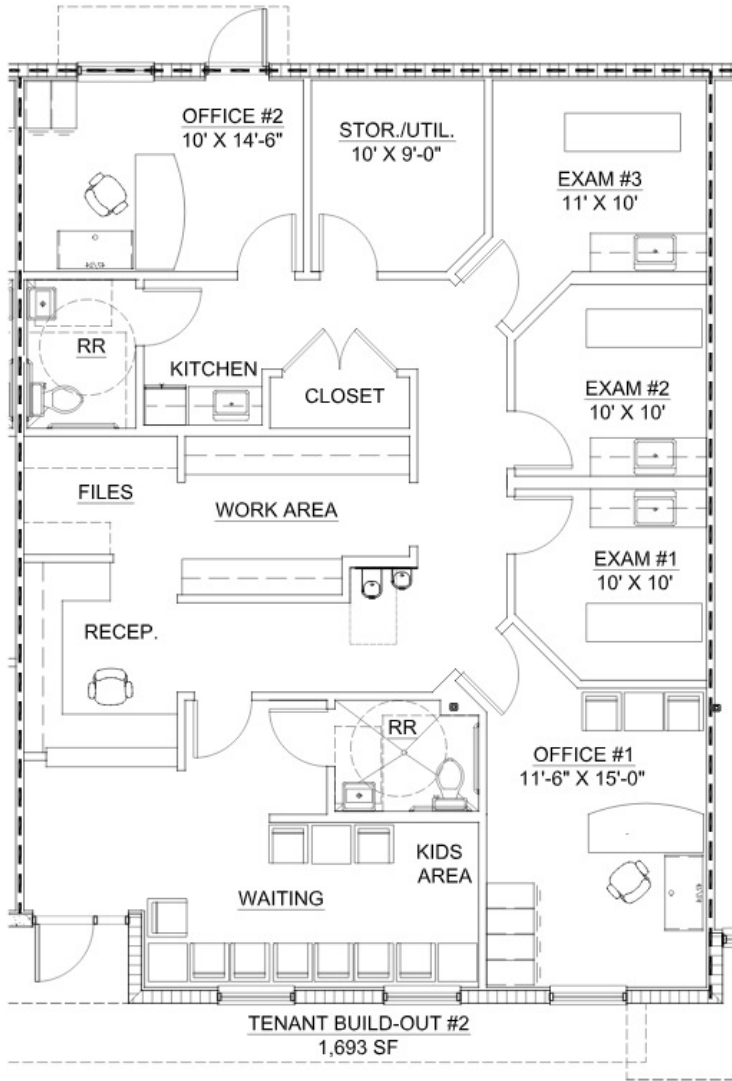 OFFICE #2
10' X 14'-6"
STOR./UTIL.
10' X 9'-0"
EXAM #3
11' X 10'
RR
KITCHEN
CLOSET
EXAM #2
10' X 10'
FILES
WORK AREA
EXAM #1
10' X 10'
RECEP.
RR
OFFICE #1
11'-6" X 15'-0"
KIDS
AREA
WAITING
TENANT BUILD-OUT #2
1,693 SF